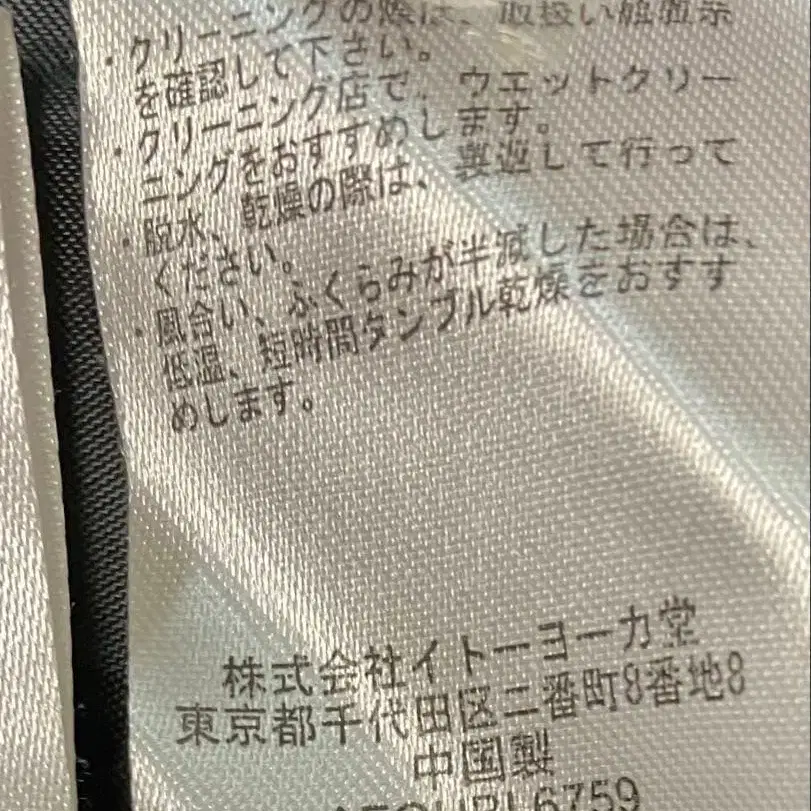 クリーニングの際は、取扱い絵表示
を確認して下さい。
・クリーニング店で、ウエットクリー
ニングをおすすめします。
・脱水、乾燥の際は、裏返して行って
ください。
・風合い、ふくらみが半減した場合は、
低温、短時間タンブル乾燥をおすす
めします。
株式会社イトーヨーカ堂
東京都千代田区二番町8番地8
中国製